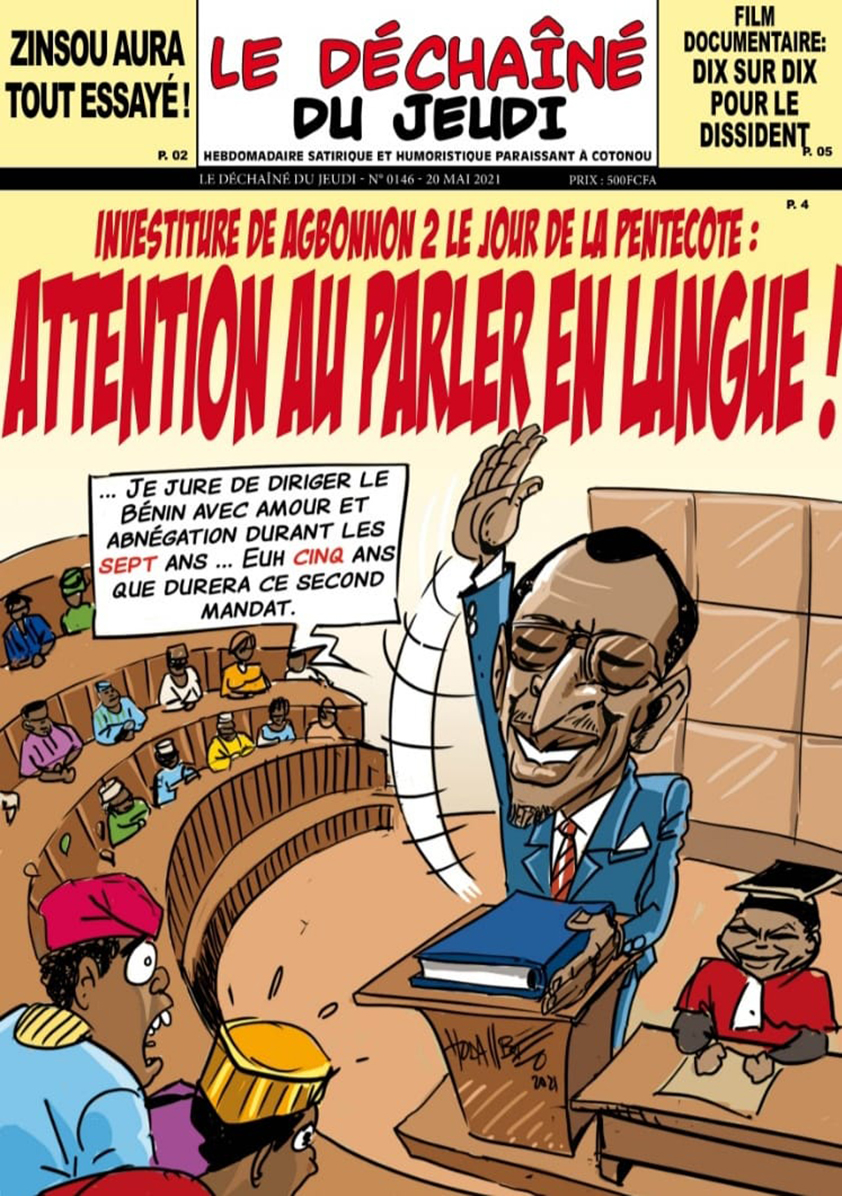 ZINSOU AURA
TOUT ESSAYÉ!
P. 02
LE DÉCHAÎNÉ
DU JEUDI
HEBDOMADAIRE SATIRIQUE ET HUMORISTIQUE PARAISSANT À COTONOU
FILM
DOCUMENTAIRE:
DIX SUR DIX
POUR LE
DISSIDENT
P. 05
LE DÉCHAÎNÉ DU JEUDI - N° 0146 - 20 MAI 2021 PRIX : 500FCFA
P. 4
INVESTITURE DE AGBONNON 2 LE JOUR DE LA PENTECOTE :
ATTENTION AU PARLER EN LANGUE !
... JE JURE DE DIRIGER LE
BÉNIN AVEC AMOUR ET
ABNÉGATION DURANT LES
SEPT ANS ... EUH CINQ ANS
QUE DURERA CE SECOND
MANDAT.
2021